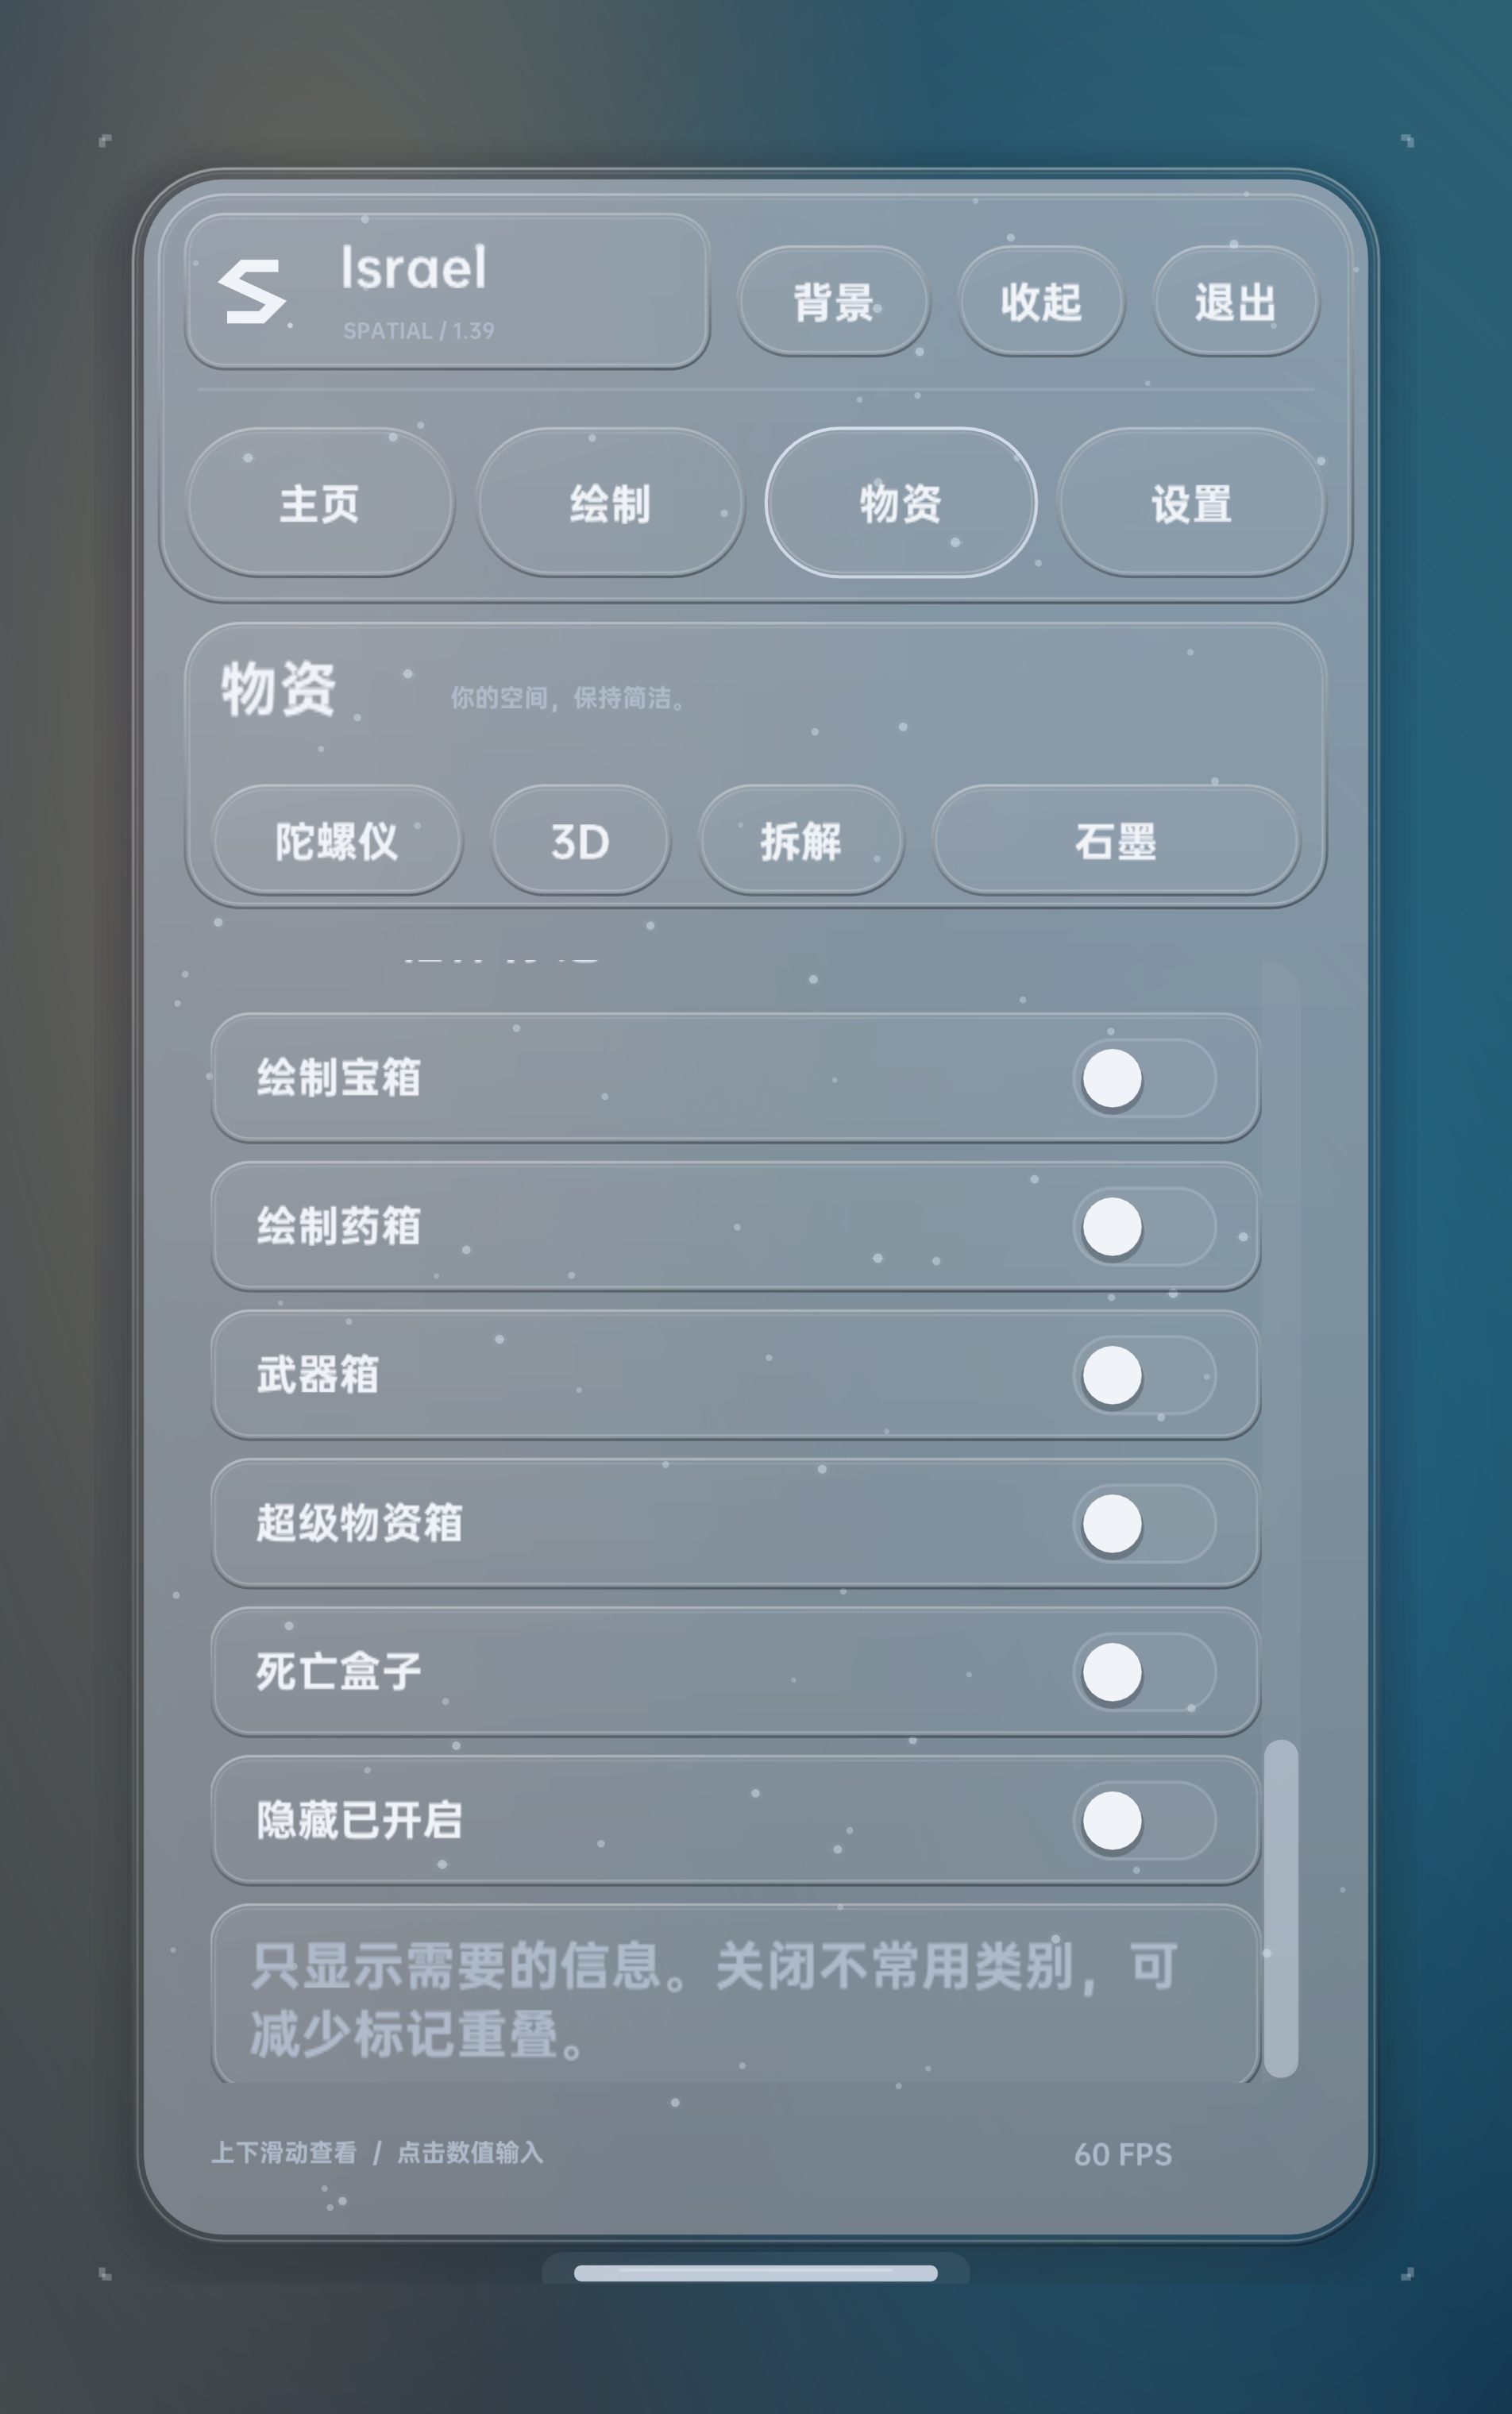 Israel
SPATIAL / 1.39
背景
收起
退出
主页
绘制
物资
设置
物资
你的空间，保持简洁。
陀螺仪
3D
拆解
石墨
绘制宝箱
绘制药箱
武器箱
超级物资箱
死亡盒子
隐藏已开启
只显示需要的信息。关闭不常用类别，可
减少标记重叠。
上下滑动查看 / 点击数值输入
60 FPS